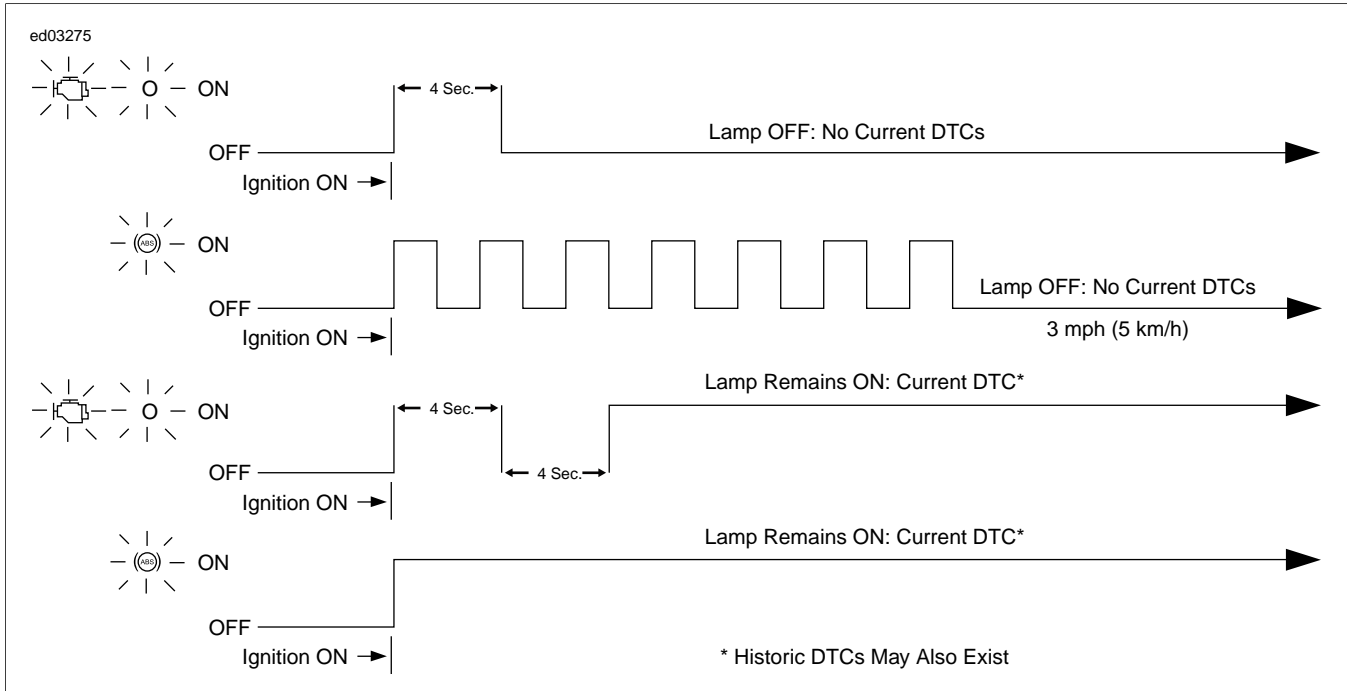 ed03275
O ON
4 Sec.
Lamp OFF: No Current DTCs
OFF
Ignition ON
ABS ON
Lamp OFF: No Current DTCs
OFF
3 mph (5 km/h)
Ignition ON
Lamp Remains ON: Current DTC*
O ON
4 Sec.
OFF
4 Sec.
Ignition ON
Lamp Remains ON: Current DTC*
ABS ON
OFF
Ignition ON
* Historic DTCs May Also Exist